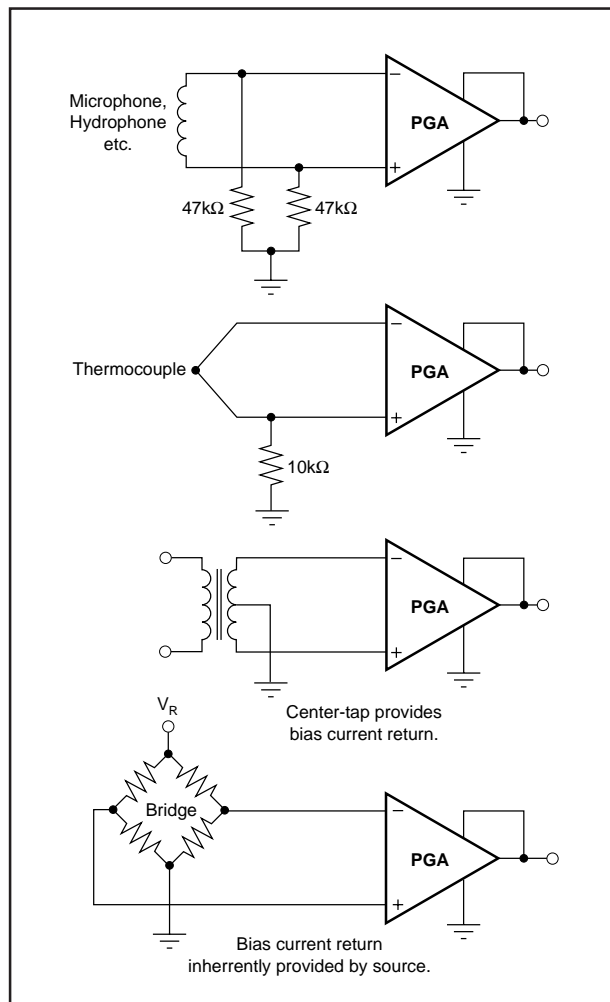 Microphone,
Hydrophone
etc.
−
PGA
+
47kΩ
47kΩ
−
Thermocouple
PGA
+
10kΩ
−
PGA
+
Center-tap provides
bias current return.
VR
Bridge
−
PGA
+
Bias current return
inherrently provided by source.